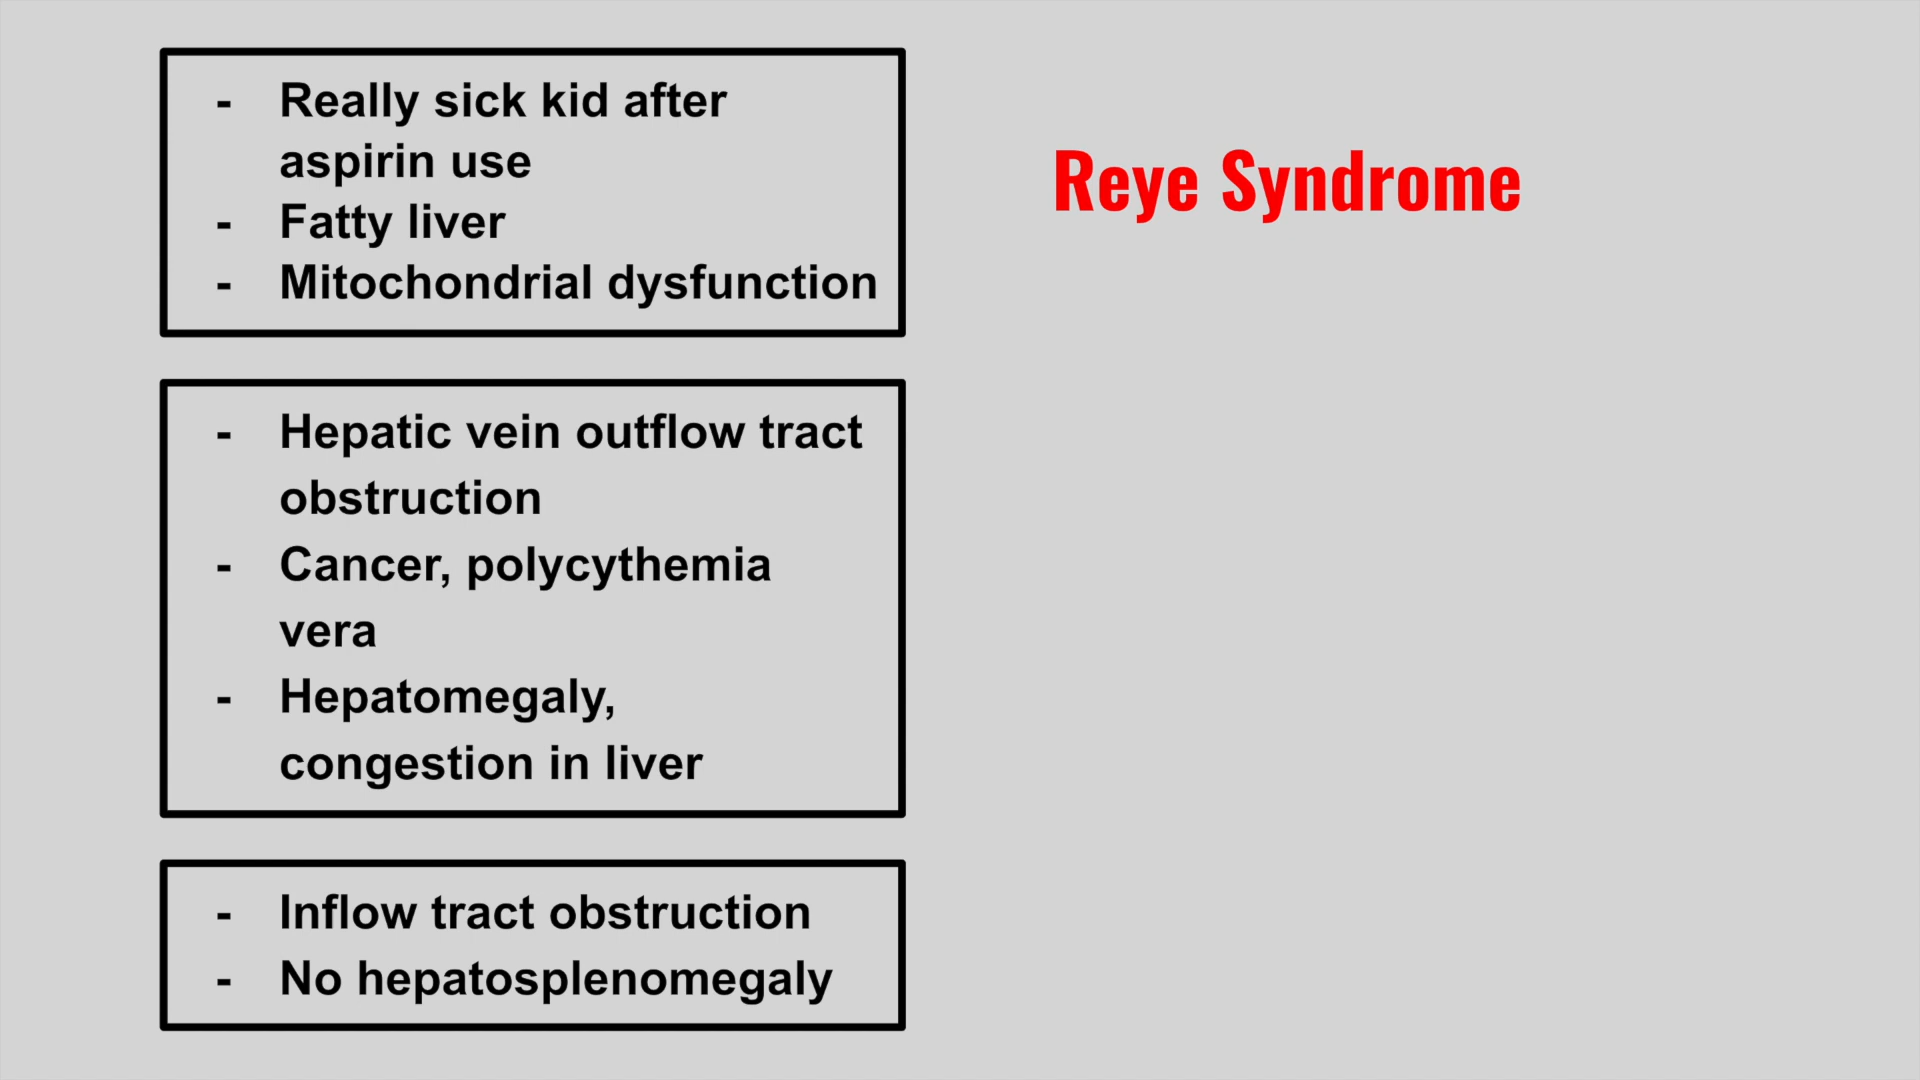 - Really sick kid after
aspirin use
- Fatty liver
- Mitochondrial dysfunction
Reye Syndrome
- Hepatic vein outflow tract
obstruction
- Cancer, polycythemia
vera
- Hepatomegaly,
congestion in liver
- Inflow tract obstruction
- No hepatosplenomegaly